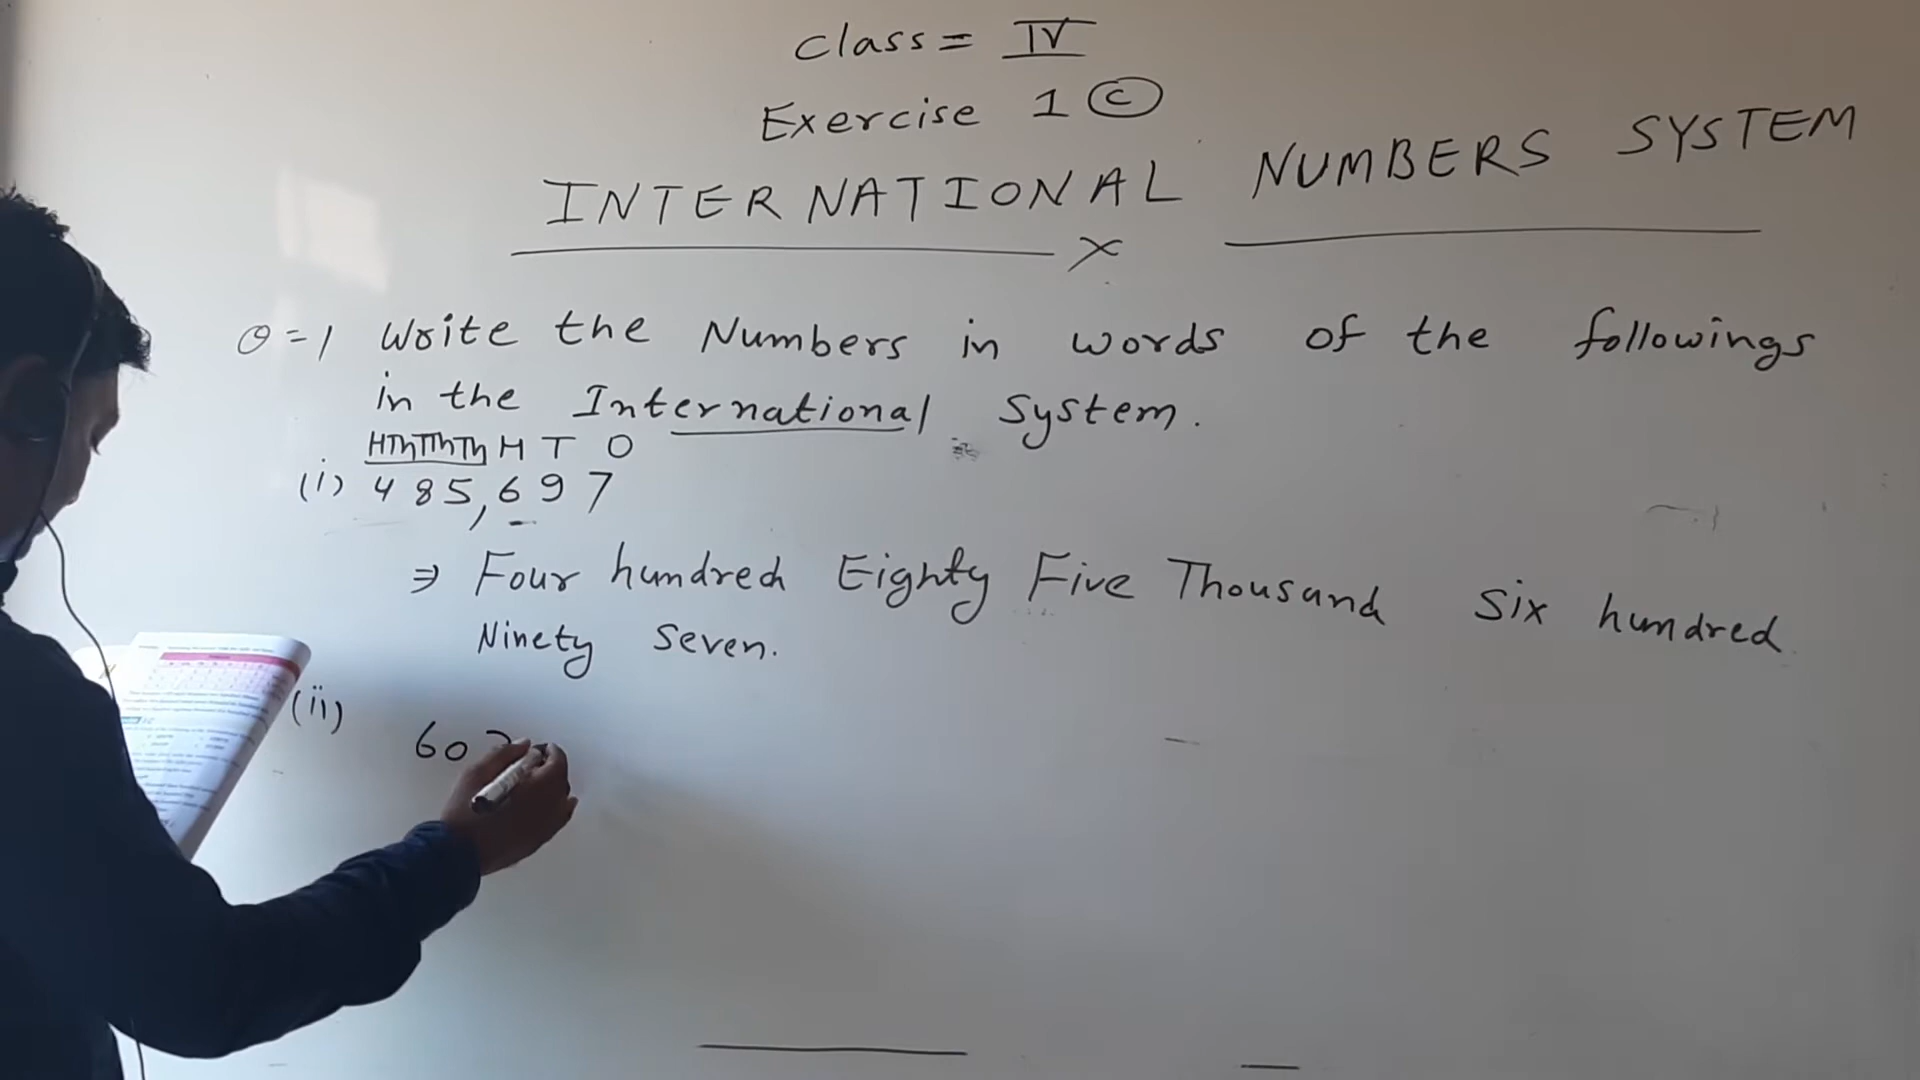 Class = IV
Exercise 1 (C)
INTERNATIONAL NUMBERS SYSTEM
X
Q=1 Write the Numbers in words of the followings
in the International System.
HTh TTh Th H T O
(i) 485,697
⇒ Four hundred Eighty Five Thousand Six hundred
Ninety Seven.
(ii)
60